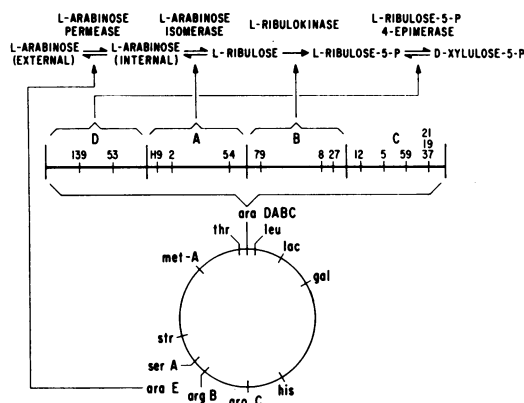 L-ARABINOSE PERMEASE
L-ARABINOSE ISOMERASE
L-RIBULOKINASE
L-RIBULOSE-5-P 4-EPIMERASE
L-ARABINOSE (EXTERNAL)
L-ARABINOSE (INTERNAL)
L-RIBULOSE
L-RIBULOSE-5-P
D-XYLULOSE-5-P
D A B C
139 53 H9 2 54 79 8 27 12 5 59 21 19 37
ara DABC
thr leu
met-A lac
gal
str
ser A
ara E
arg B
ara C
his